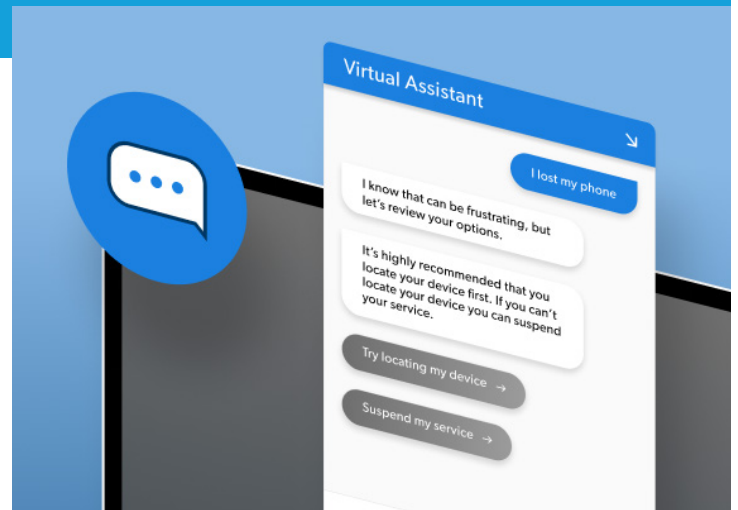 Virtual Assistant
I lost my phone
I know that can be frustrating, but
let's review your options.
It's highly recommended that you
locate your device first. If you can't
locate your device you can suspend
your service.
Try locating my device →
Suspend my service →